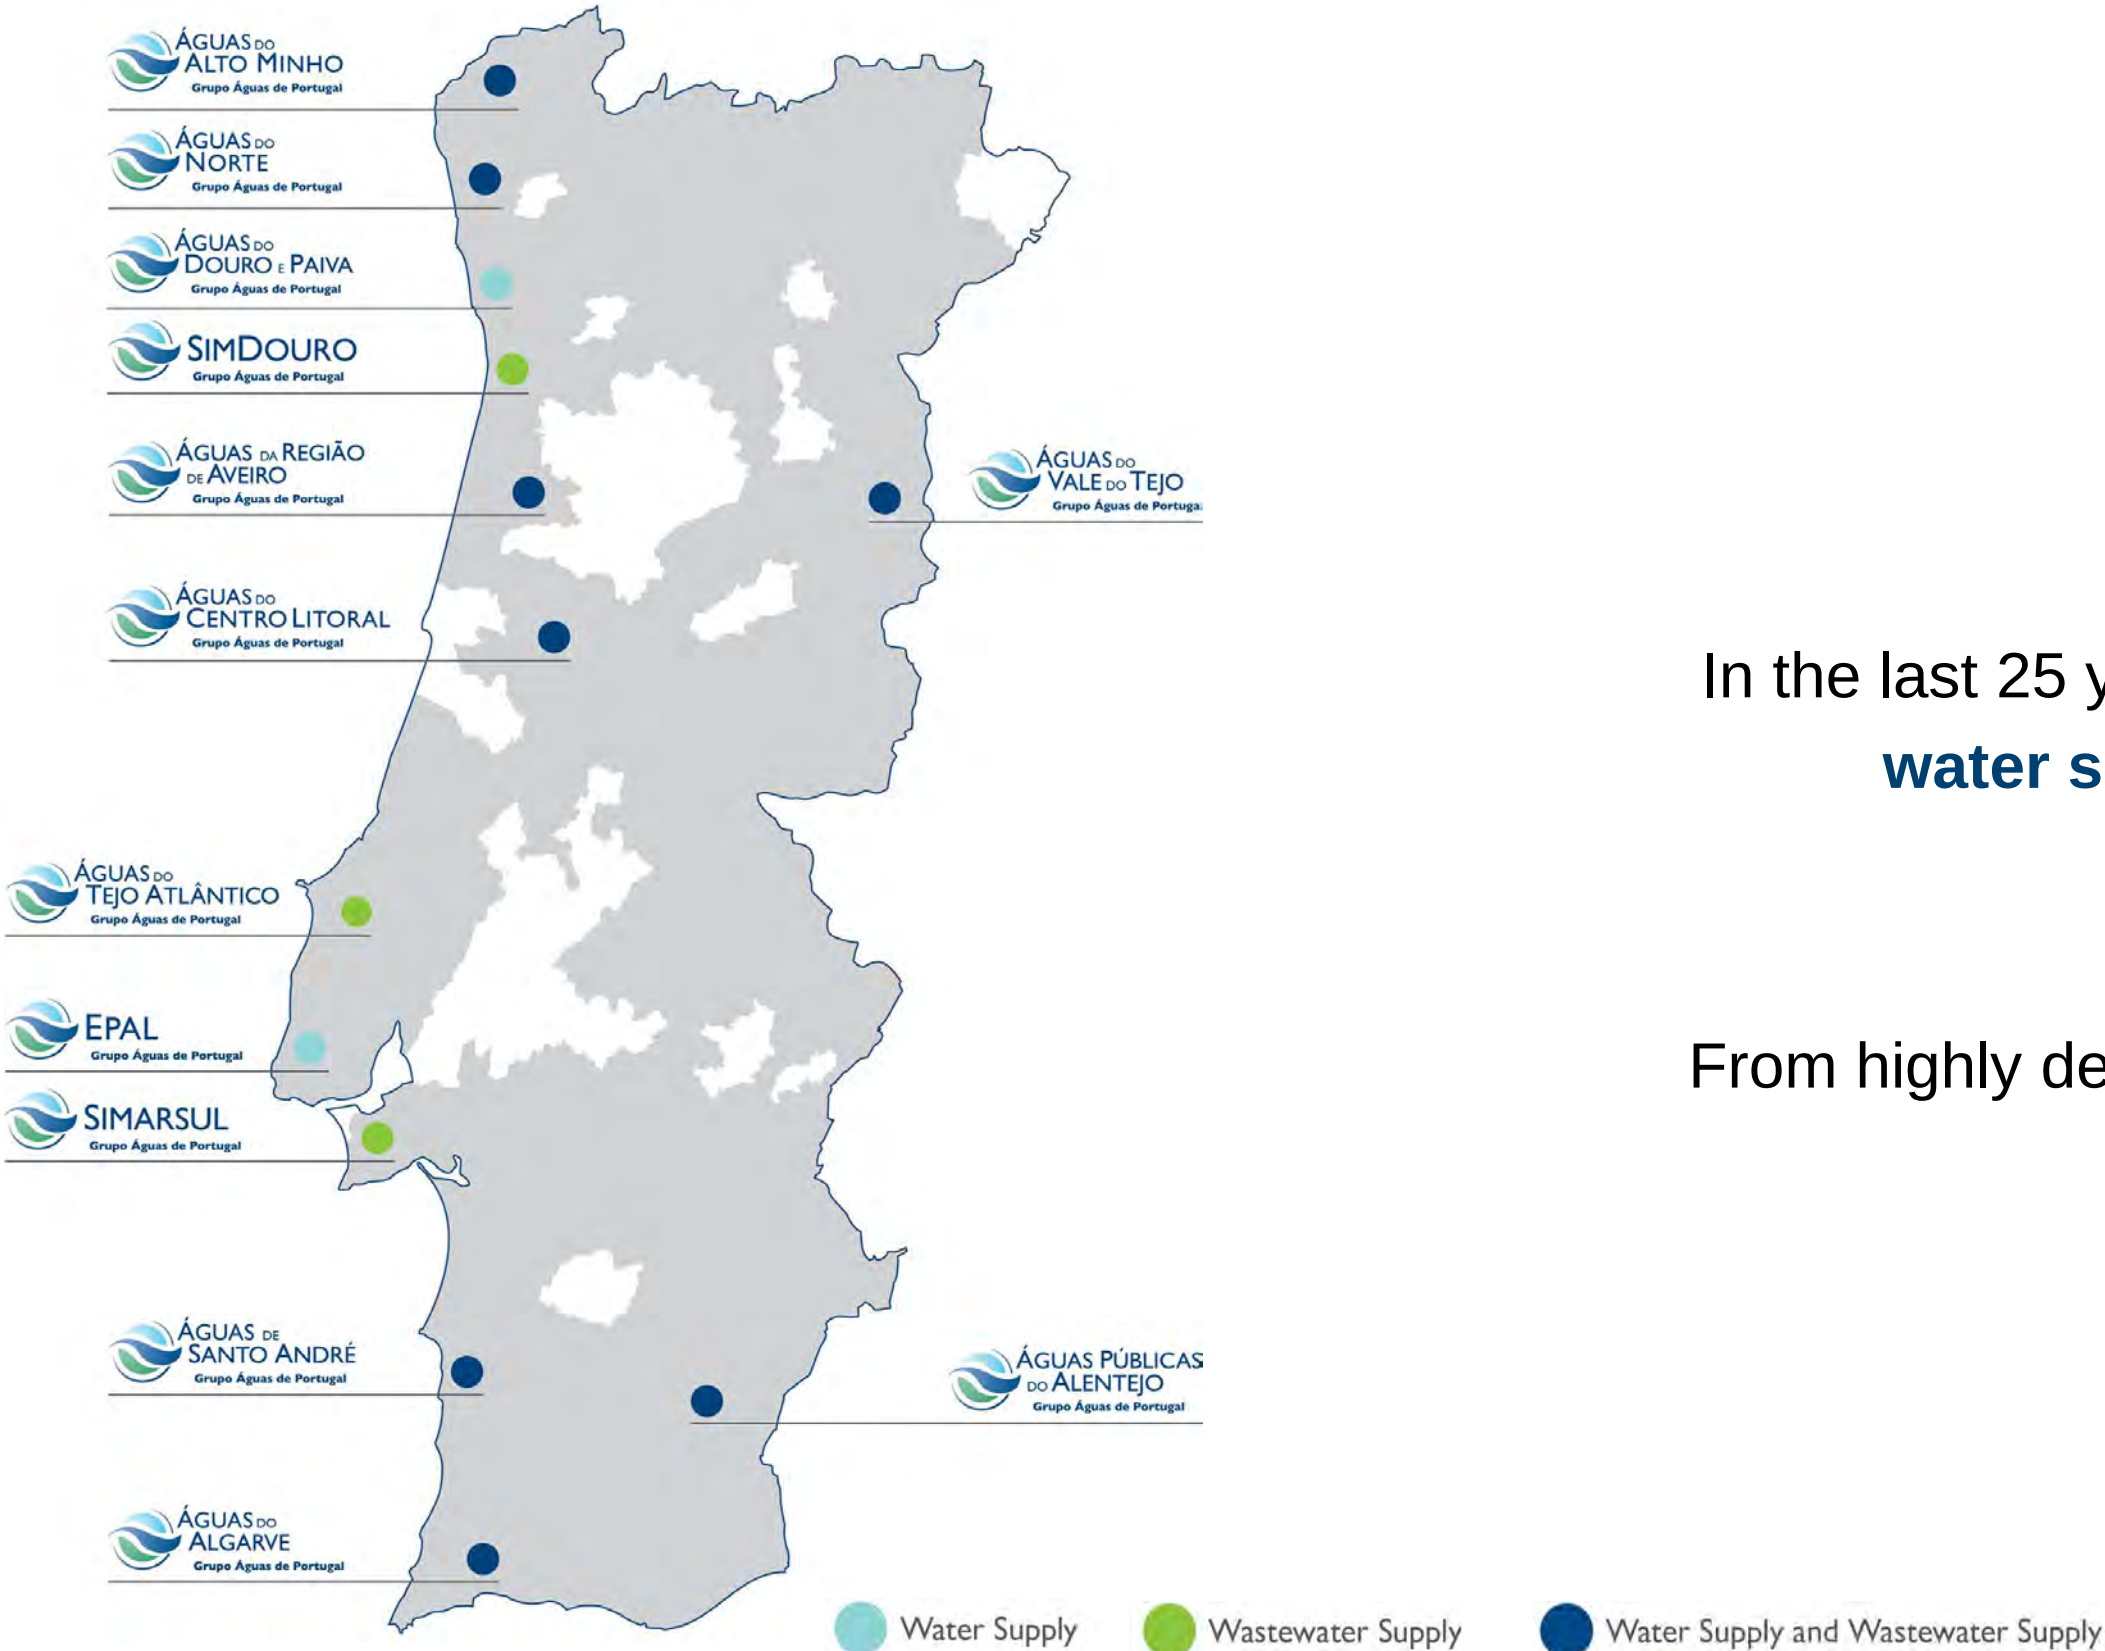 ÁGUAS DO
ALTO MINHO
Grupo Águas de Portugal
ÁGUAS DO
NORTE
Grupo Águas de Portugal
ÁGUAS DO
DOURO E PAIVA
Grupo Águas de Portugal
SIMDOURO
Grupo Águas de Portugal
ÁGUAS DA REGIÃO
DE AVEIRO
Grupo Águas de Portugal
ÁGUAS DO
VALE DO TEJO
Grupo Águas de Portuga
ÁGUAS DO
CENTRO LITORAL
Grupo Águas de Portugal
In the last 25 y
water s
ÁGUAS DO
TEJO ATLÂNTICO
Grupo Águas de Portugal
EPAL
Grupo Águas de Portugal
From highly de
SIMARSUL
Grupo Águas de Portugal
ÁGUAS DE
SANTO ANDRÉ
Grupo Águas de Portugal
ÁGUAS PÚBLICAS
DO ALENTEJO
Grupo Águas de Portugal
ÁGUAS DO
ALGARVE
Grupo Águas de Portugal
Water Supply
Wastewater Supply
Water Supply and Wastewater Supply